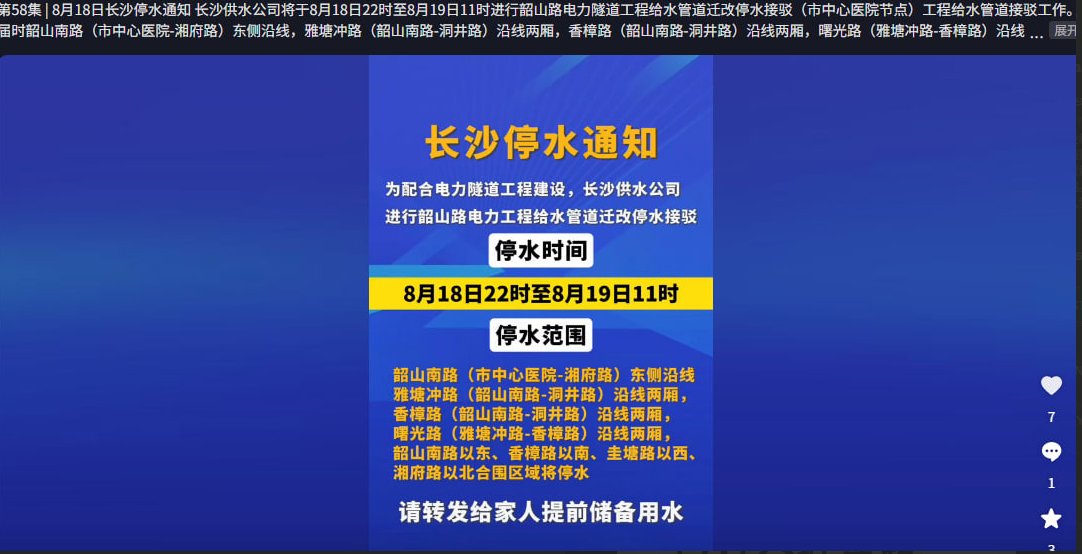 第58集 | 8月18日长沙停水通知 长沙供水公司将于8月18日22时至8月19日11时进行韶山路电力隧道工程给水管道迁改停水接驳（市中心医院节点）工程给水管道接驳工作。
届时韶山南路（市中心医院-湘府路）东侧沿线，雅塘冲路（韶山南路-洞井路）沿线两厢，香樟路（韶山南路-洞井路）沿线两厢，曙光路（雅塘冲路-香樟路）沿线 ... 展开
长沙停水通知
为配合电力隧道工程建设，长沙供水公司
进行韶山路电力工程给水管道迁改停水接驳
停水时间
8月18日22时至8月19日11时
停水范围
韶山南路（市中心医院-湘府路）东侧沿线
雅塘冲路（韶山南路-洞井路）沿线两厢，
香樟路（韶山南路-洞井路）沿线两厢，
曙光路（雅塘冲路-香樟路）沿线两厢，
韶山南路以东、香樟路以南、圭塘路以西、
湘府路以北合围区域将停水
请转发给家人提前储备用水
7
1
3